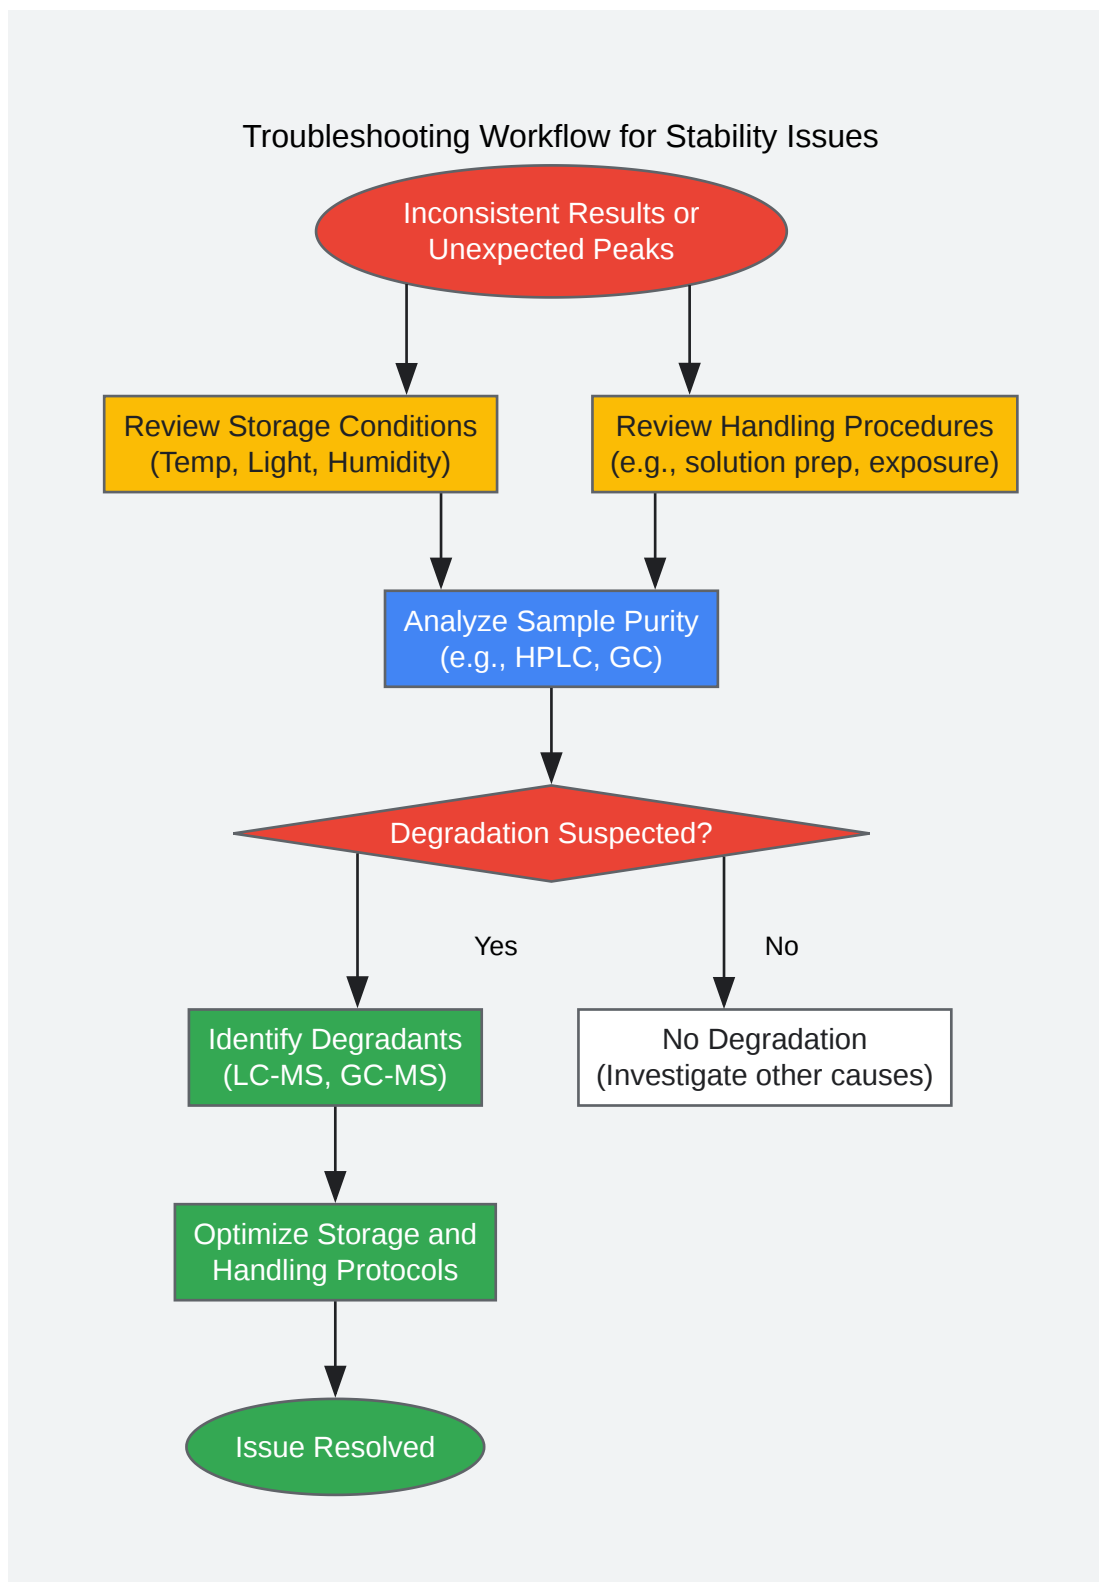 Troubleshooting Workflow for Stability Issues
Inconsistent Results or
Unexpected Peaks
Review Storage Conditions
(Temp, Light, Humidity)
Review Handling Procedures
(e.g., solution prep, exposure)
Analyze Sample Purity
(e.g., HPLC, GC)
Degradation Suspected?
Yes
No
Identify Degradants
(LC-MS, GC-MS)
No Degradation
(Investigate other causes)
Optimize Storage and
Handling Protocols
Issue Resolved